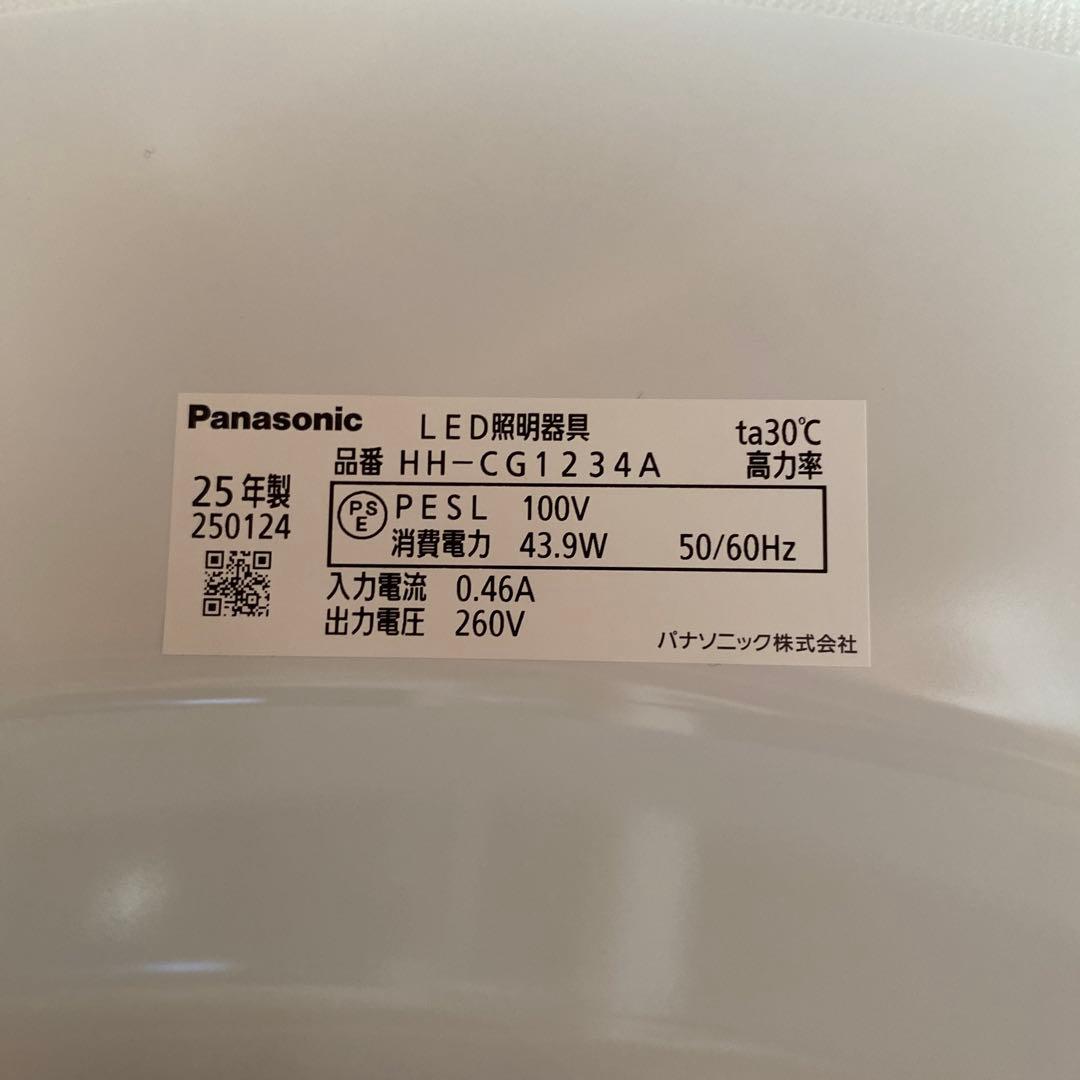 Panasonic LED照明器具 ta30℃
品番 HH-CG1234A 高力率
25年製
250124
PSE PESL 100V
消費電力 43.9W 50/60Hz
入力電流 0.46A
出力電圧 260V
パナソニック株式会社